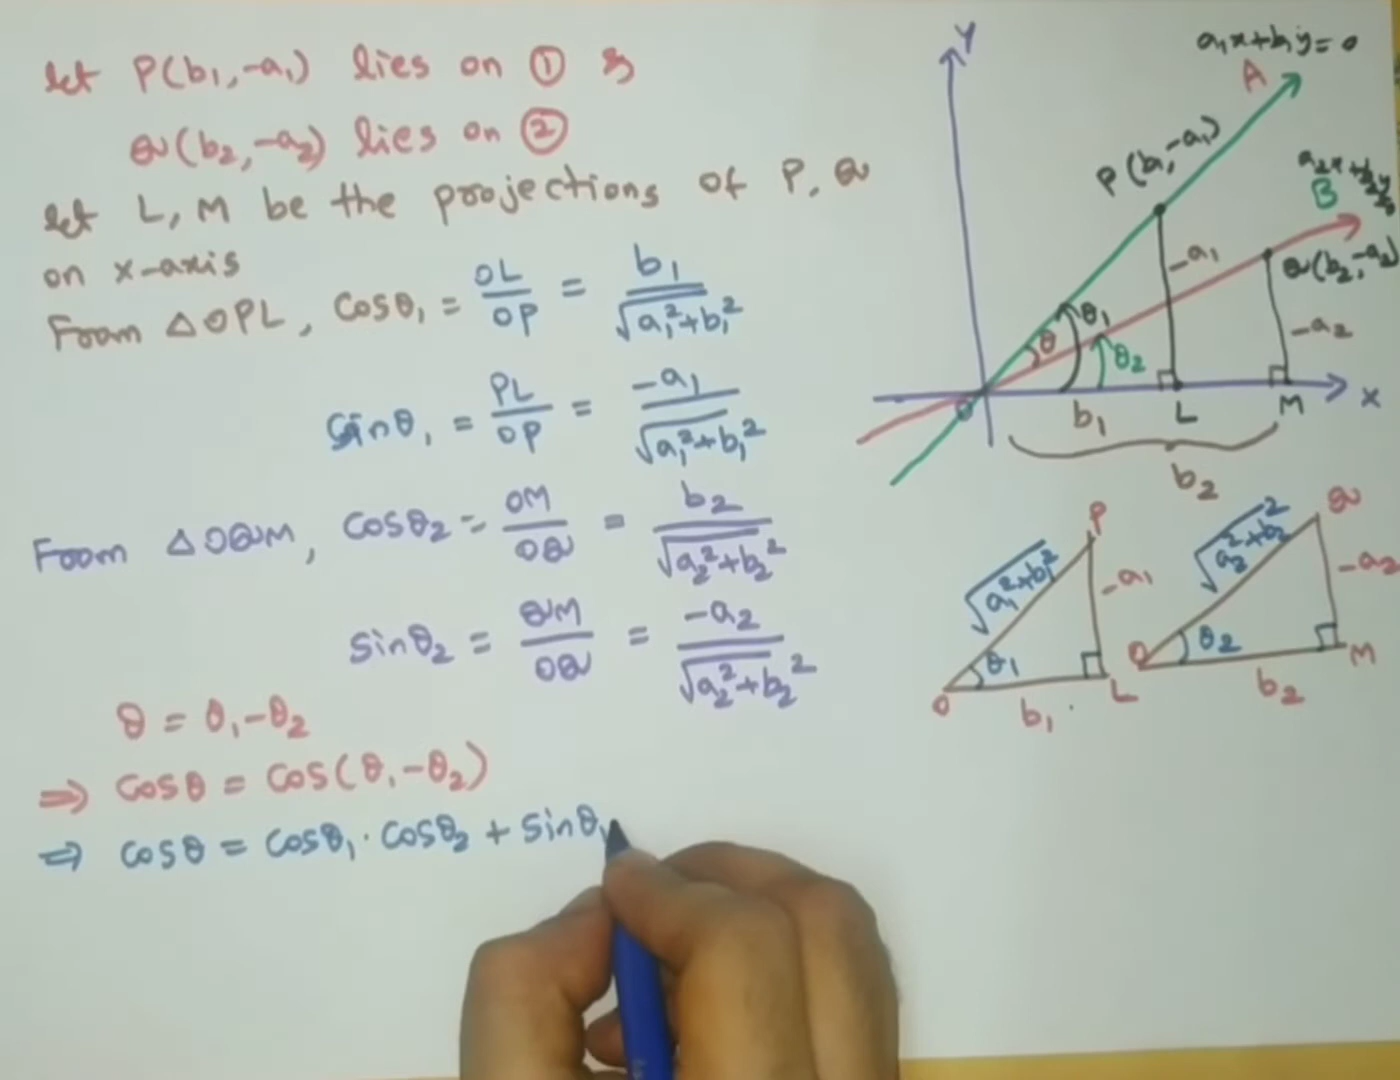 let P(b₁,-a₁) lies on ① &
Q(b₂,-a₂) lies on ②
let L, M be the projections of P, Q
on x-axis
From △OPL, cosθ₁ = OL/OP = b₁/√(a₁²+b₁²)
sinθ₁ = PL/OP = -a₁/√(a₁²+b₁²)
From △OQM, cosθ₂ = OM/OQ = b₂/√(a₂²+b₂²)
sinθ₂ = QM/OQ = -a₂/√(a₂²+b₂²)
θ = θ₁-θ₂
⇒ cosθ = cos(θ₁-θ₂)
⇒ cosθ = cosθ₁ . cosθ₂ + sinθ₁
Y
a₁x+b₁y=0
A
P(b₁,-a₁)
a₂x+b₂y=0
B
-a₁
Q(b₂,-a₂)
θ₁
θ
θ₂
-a₂
O
b₁
L
M
X
b₂
P
√(a₁²+b₁²)
-a₁
θ₁
O
b₁
L
Q
√(a₂²+b₂²)
-a₂
θ₂
O
M
b₂